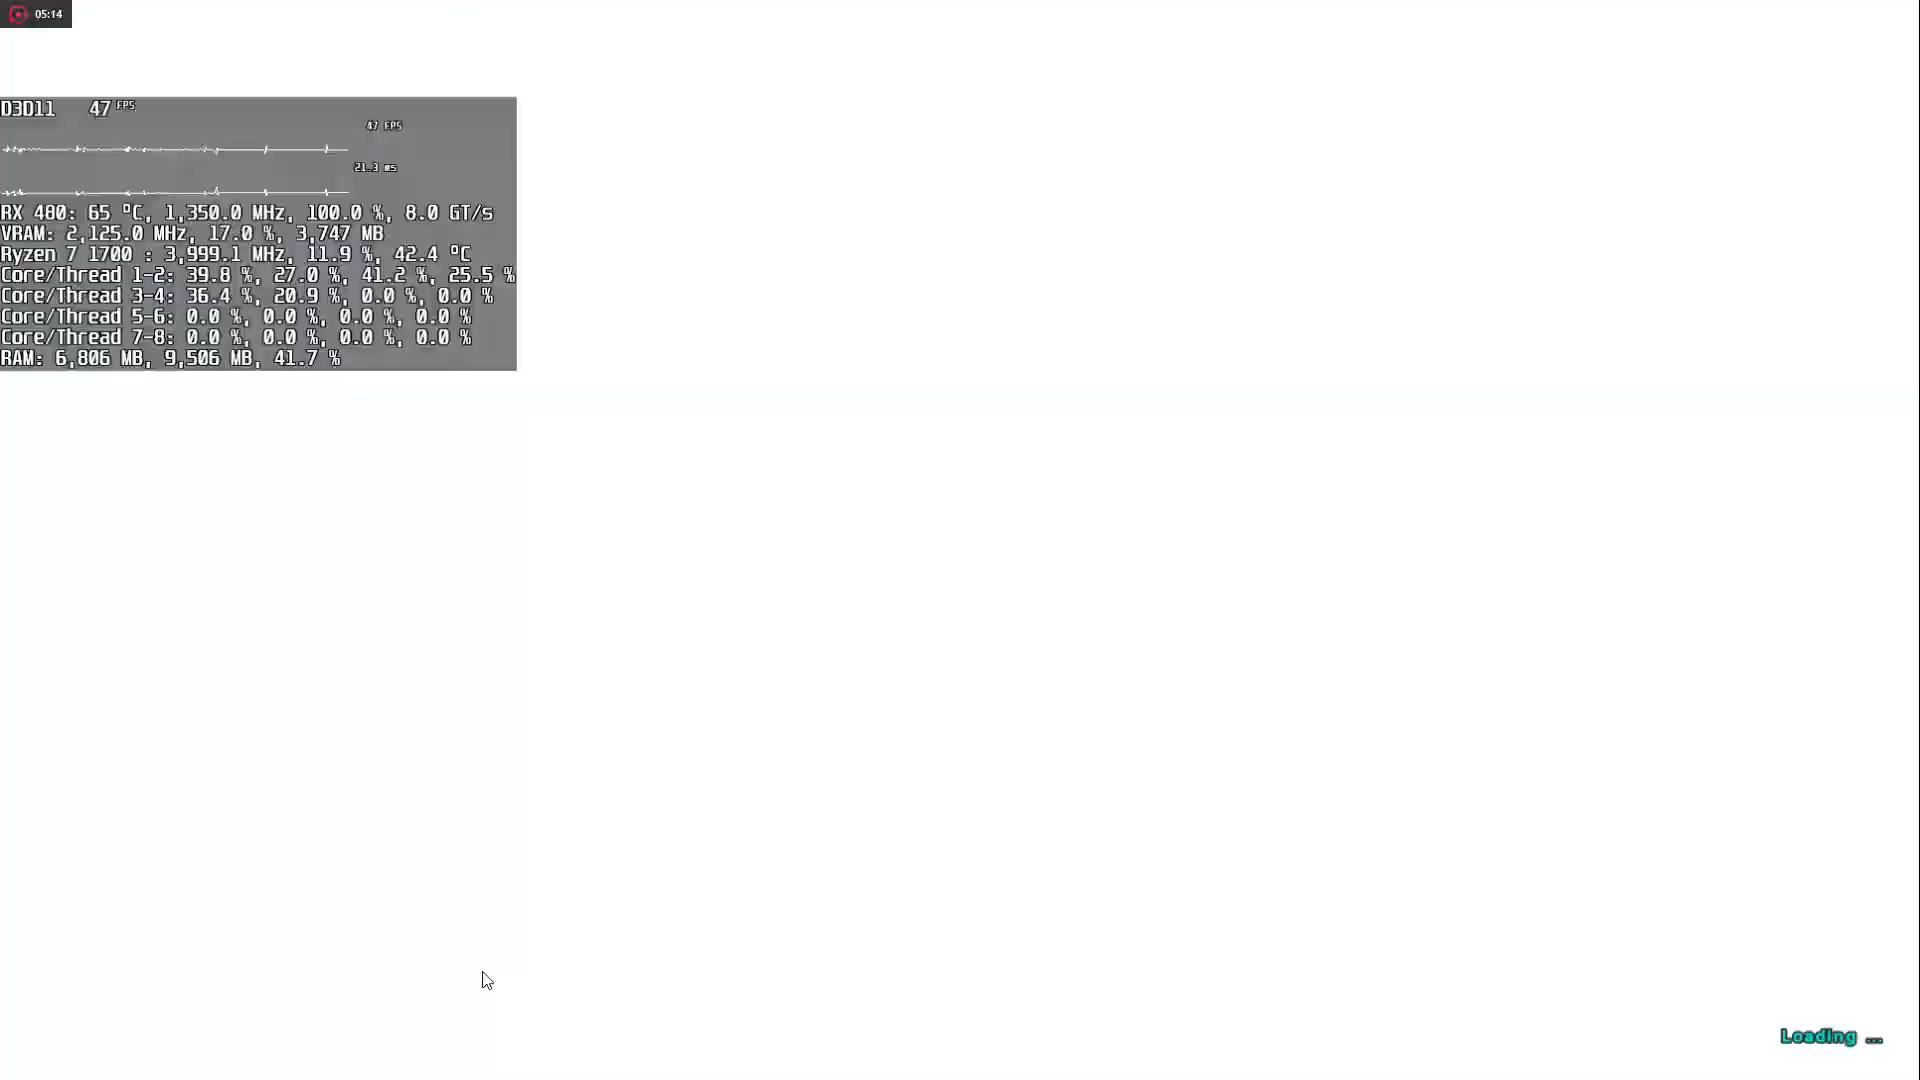 05:14
D3D11 47 FPS
47 FPS
21.3 ms
RX 480: 65 ºC, 1,350.0 MHz, 100.0 %, 8.0 GT/s
VRAM: 2,125.0 MHz, 17.0 %, 3,747 MB
Ryzen 7 1700 : 3,999.1 MHz, 11.9 %, 42.4 ºC
Core/Thread 1-2: 39.8 %, 27.0 %, 41.2 %, 25.5 %
Core/Thread 3-4: 36.4 %, 20.9 %, 0.0 %, 0.0 %
Core/Thread 5-6: 0.0 %, 0.0 %, 0.0 %, 0.0 %
Core/Thread 7-8: 0.0 %, 0.0 %, 0.0 %, 0.0 %
RAM: 6,806 MB, 9,506 MB, 41.7 %
Loading ...